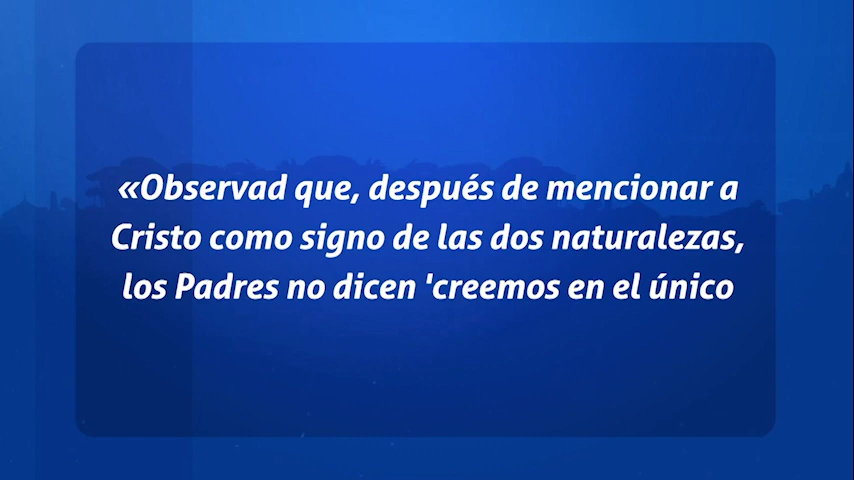 «Observad que, después de mencionar a
Cristo como signo de las dos naturalezas,
los Padres no dicen 'creemos en el único